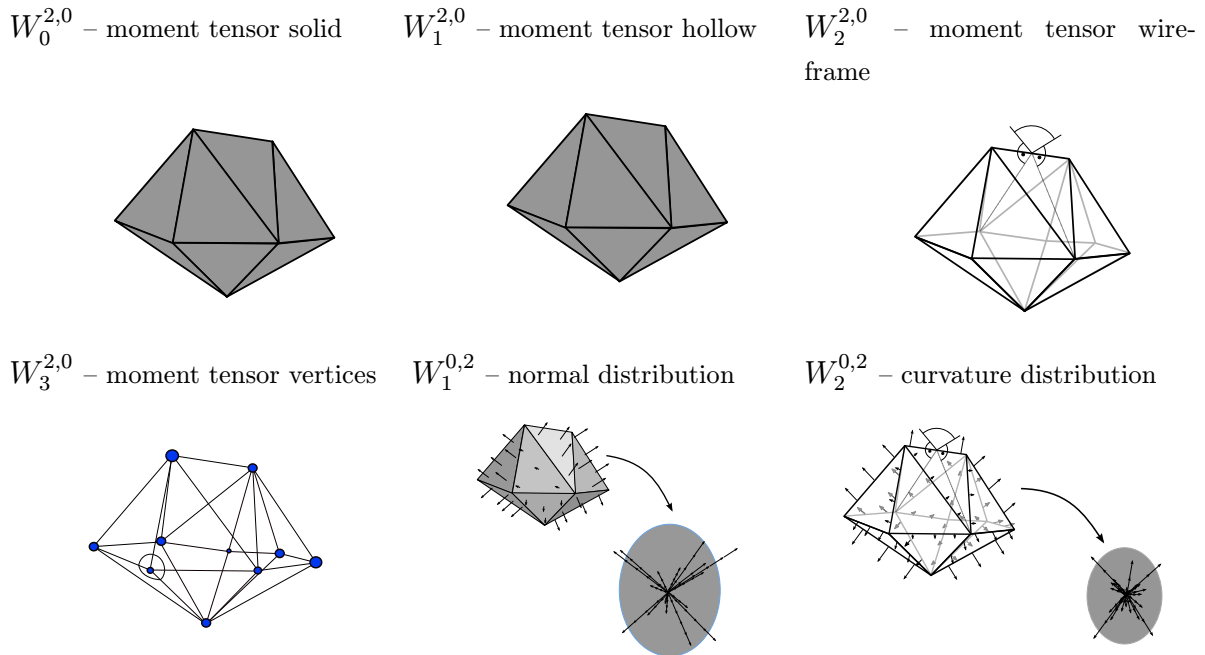 W_0^{2,0} – moment tensor solid
W_1^{2,0} – moment tensor hollow
W_2^{2,0} – moment tensor wire-
frame
W_3^{2,0} – moment tensor vertices
W_1^{0,2} – normal distribution
W_2^{0,2} – curvature distribution